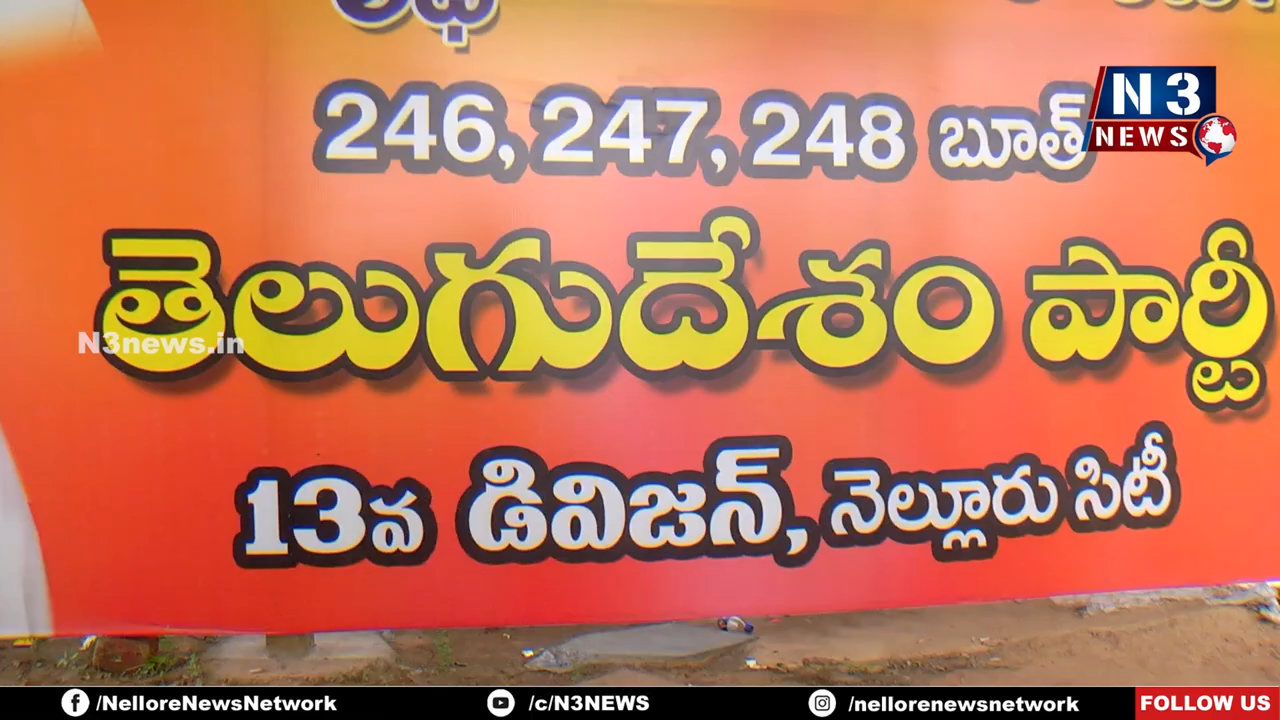 246, 247, 248 బూత్
N3
NEWS
తెలుగుదేశం పార్టీ
N3news.in
13వ డివిజన్, నెల్లూరు సిటీ
/NelloreNewsNetwork
/c/N3NEWS
/nellorenewsnetwork
FOLLOW US